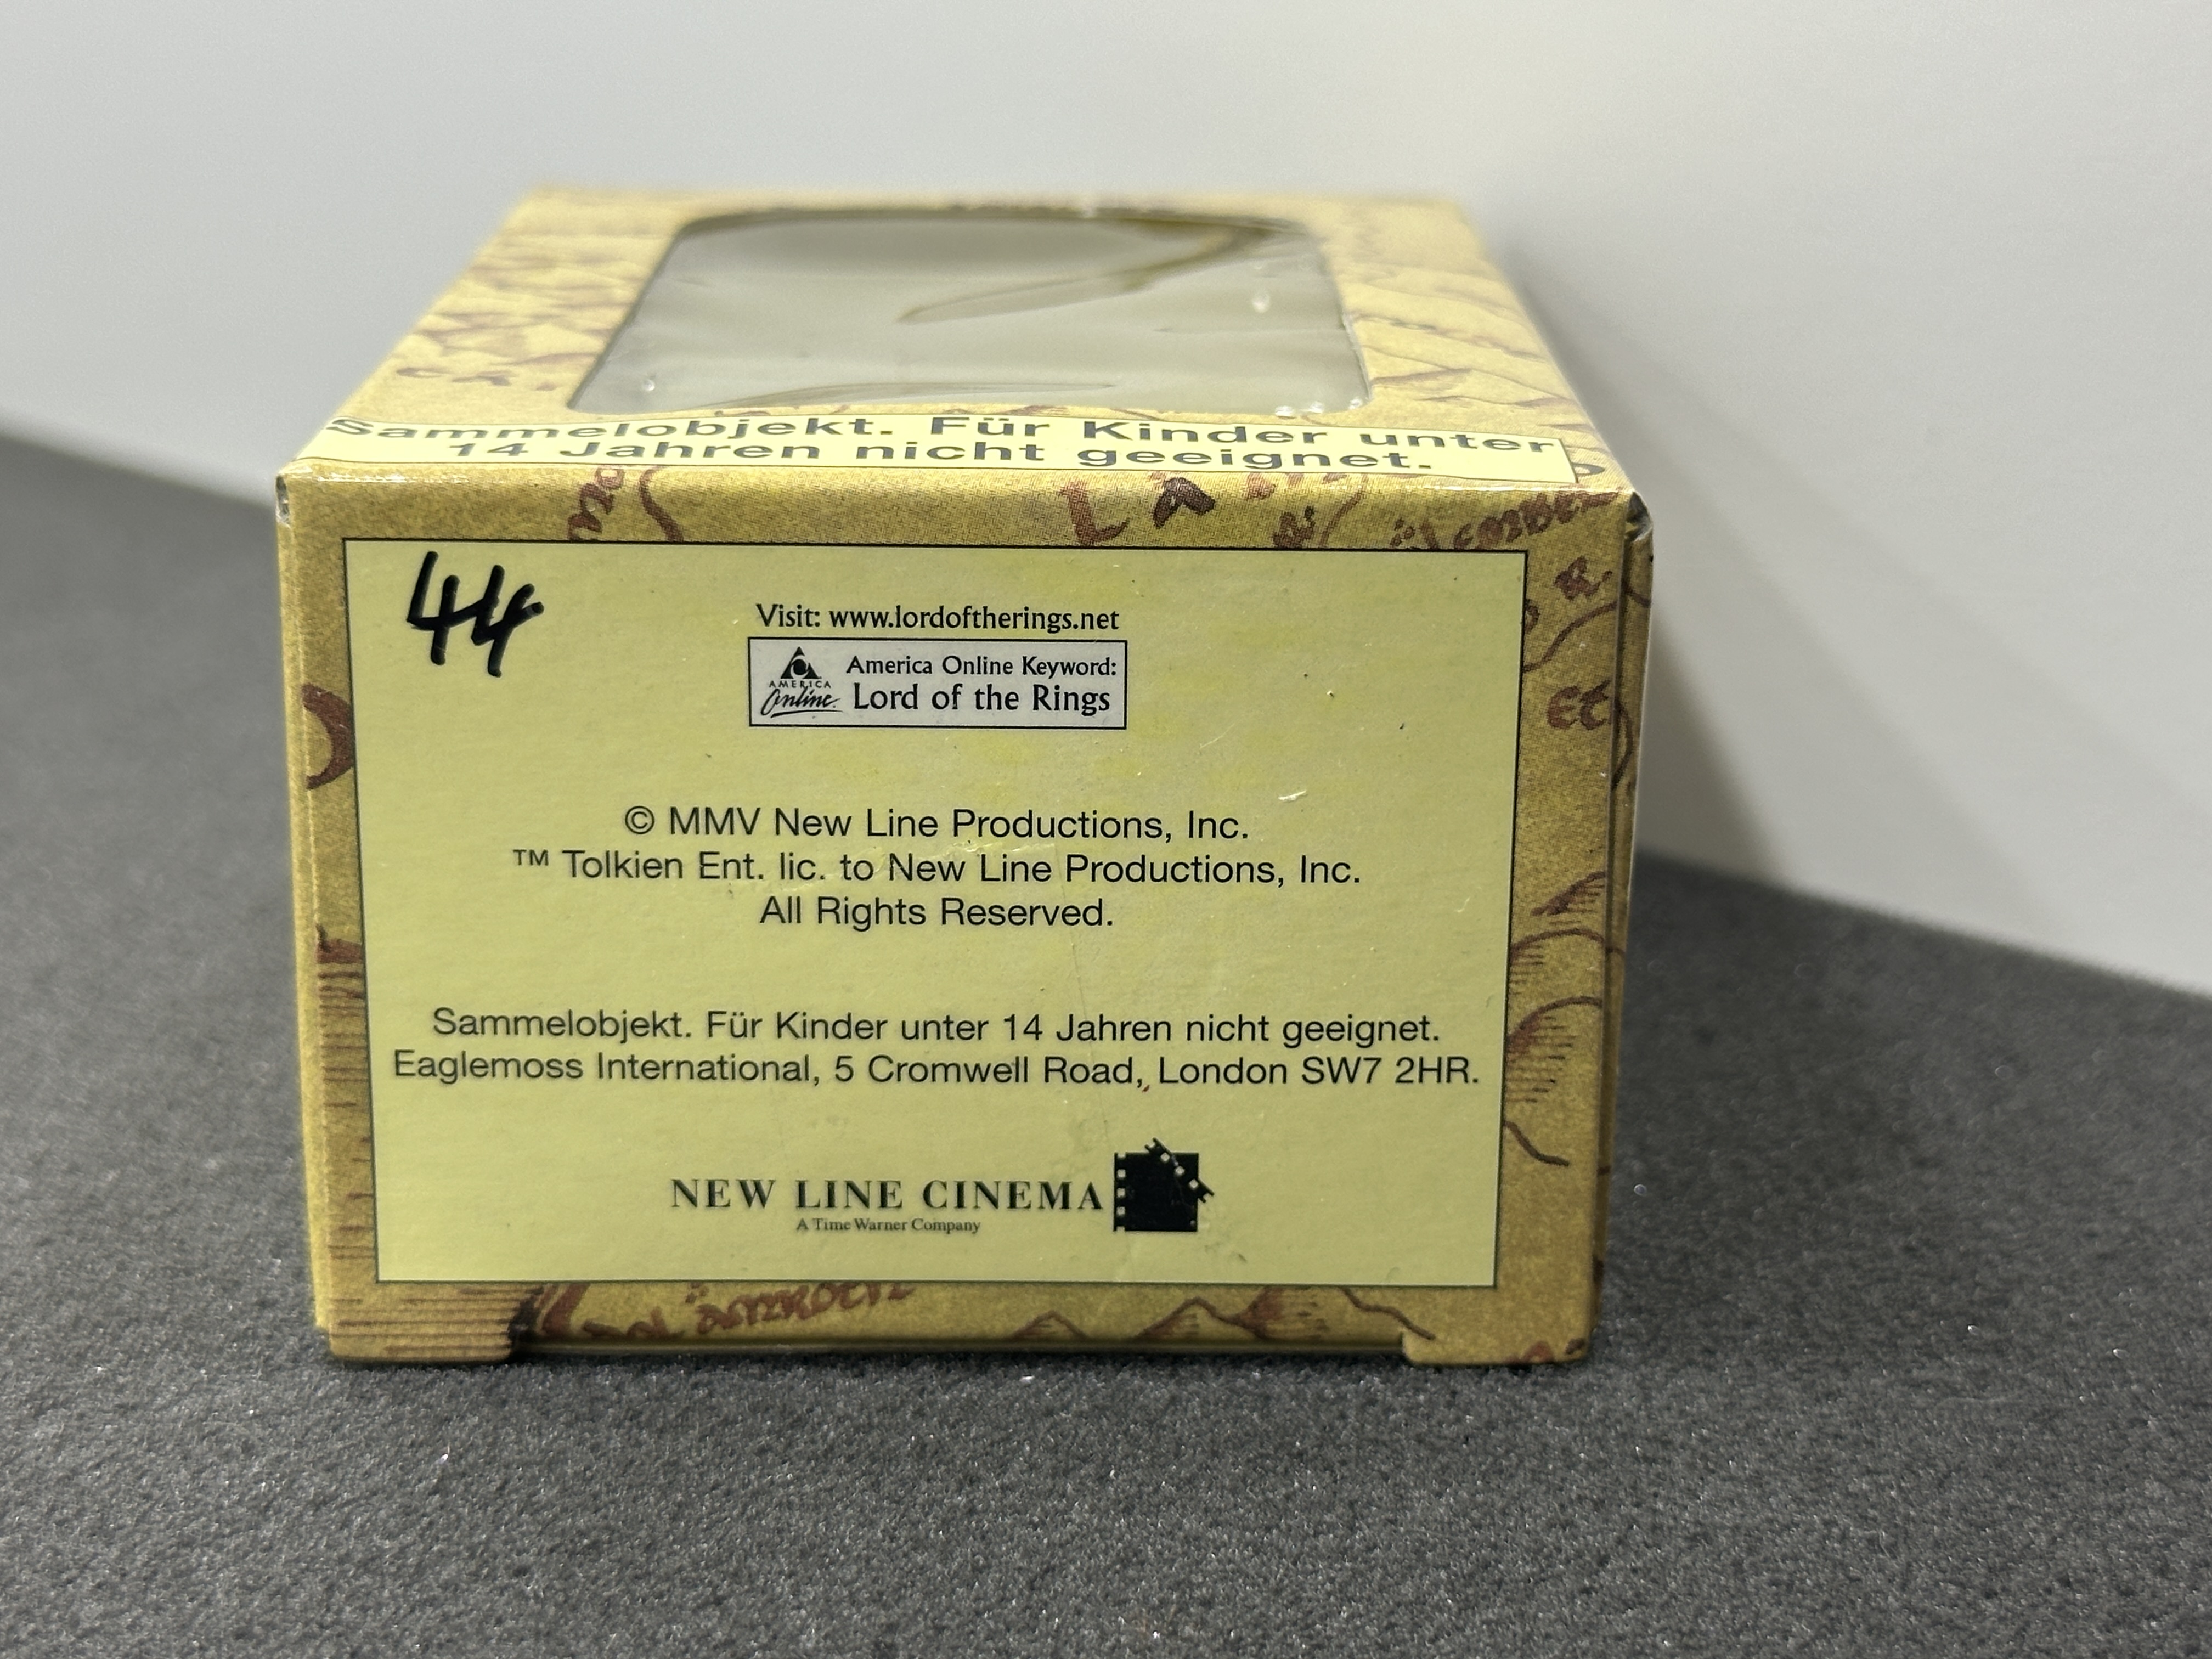 Sammelobjekt. Für Kinder unter
14 Jahren nicht geeignet.
LA
44
Visit: www.lordoftherings.net
AMERICA
Online
America Online Keyword:
Lord of the Rings
© MMV New Line Productions, Inc.
™ Tolkien Ent. lic. to New Line Productions, Inc.
All Rights Reserved.
Sammelobjekt. Für Kinder unter 14 Jahren nicht geeignet.
Eaglemoss International, 5 Cromwell Road, London SW7 2HR.
NEW LINE CINEMA
A Time Warner Company